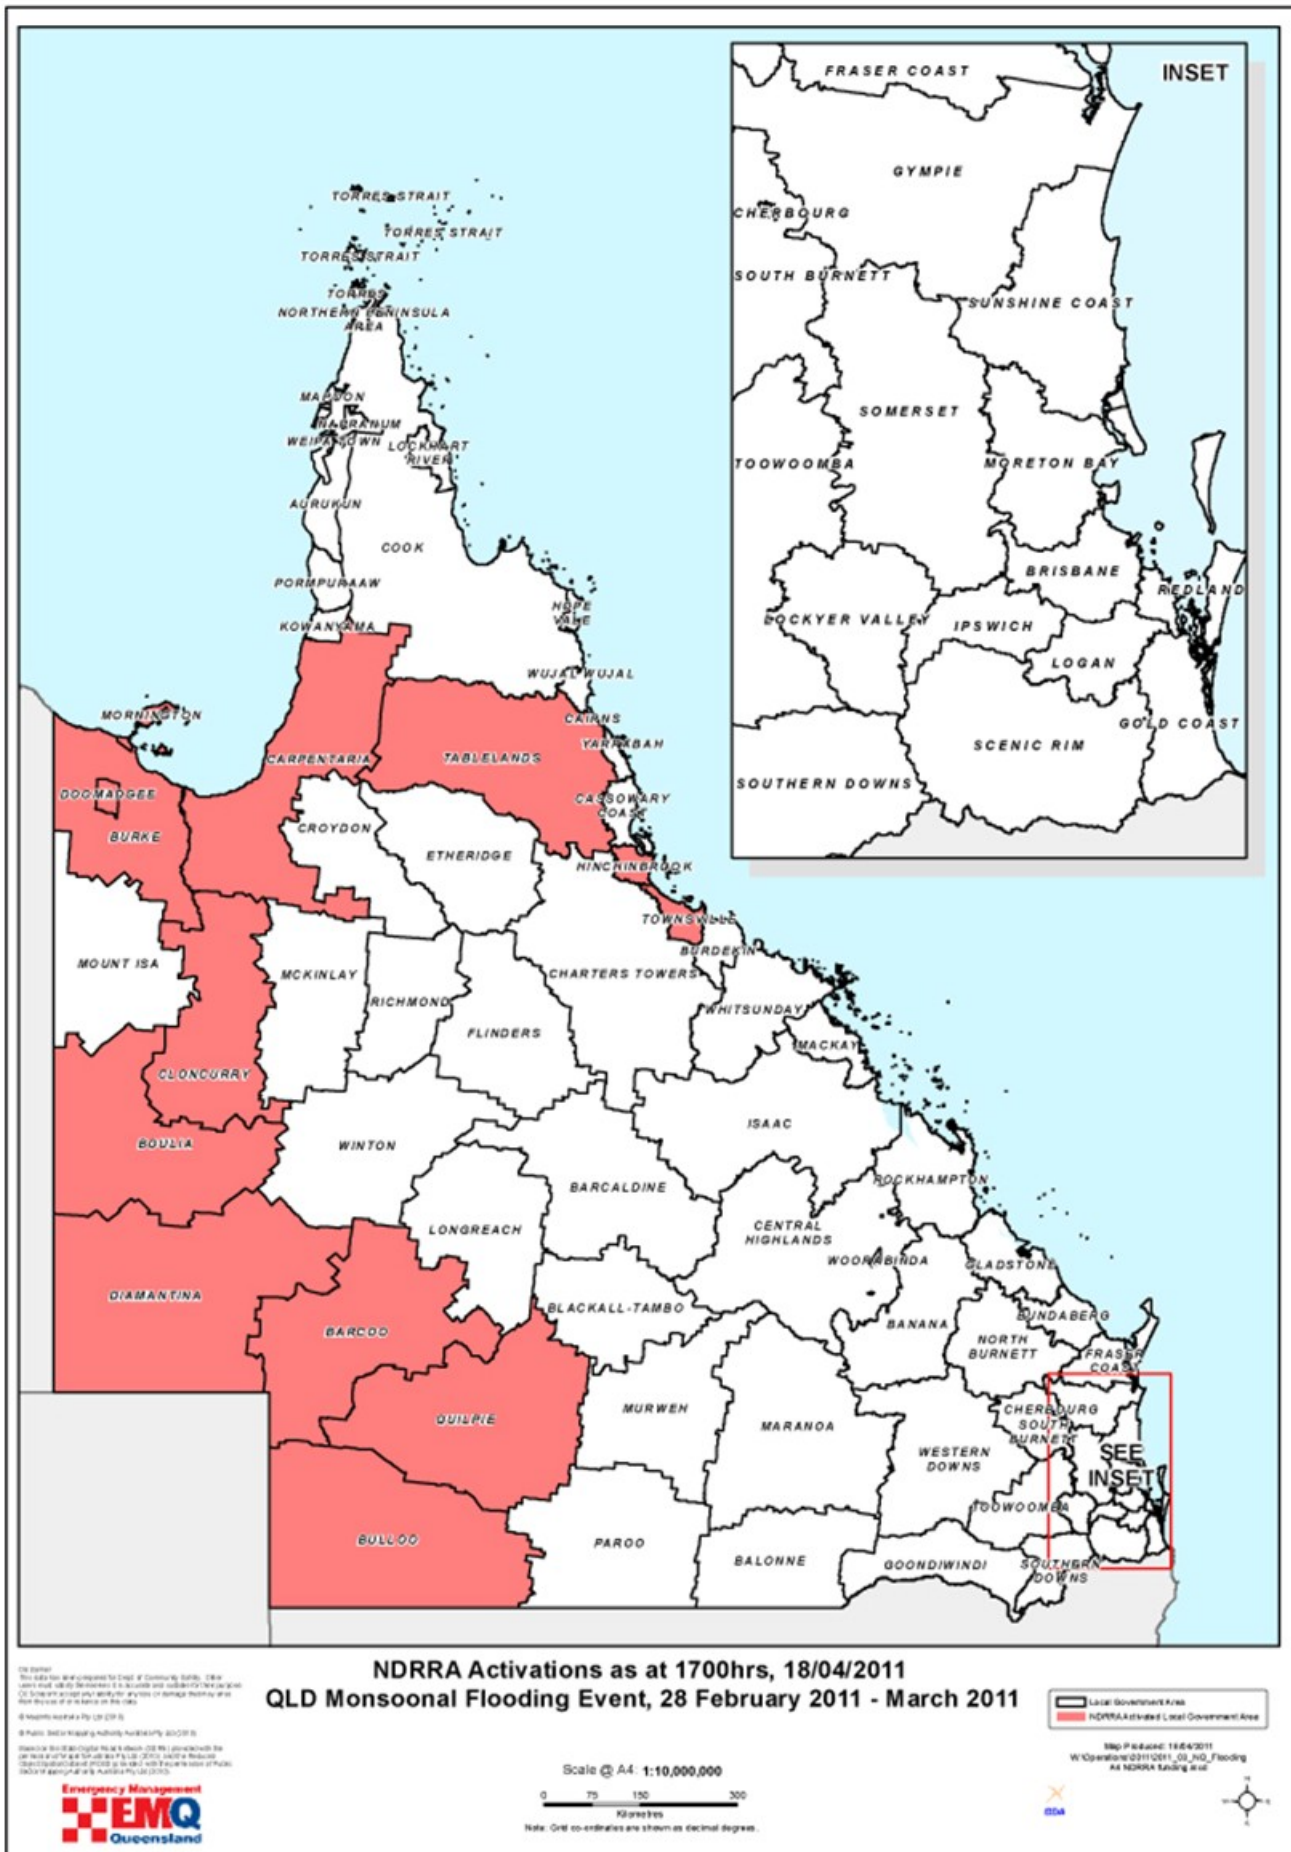 INSET
FRASER COAST
GYMPIE
CHERBOURG
SOUTH BURNETT
SUNSHINE COAST
SOMERSET
TOOWOOMBA
MORETON BAY
BRISBANE
REDLAND
LOCKYER VALLEY
IPSWICH
LOGAN
GOLD COAST
SCENIC RIM
SOUTHERN DOWNS
TORRES STRAIT
TORRES STRAIT
TORRES STRAIT
TORRES
NORTHERN PENINSULA
AREA
MAPOON
NAPRANUM
WEIPA TOWN
LOCKHART
RIVER
AURUKUN
COOK
PORMPURAAW
HOPE
VALE
KOWANYAMA
WUJAL WUJAL
MORNINGTON
CAIRNS
YARRABAH
CARPENTARIA
TABLELANDS
DOOMADGEE
CASSOWARY
COAST
BURKE
CROYDON
ETHERIDGE
HINCHINBROOK
TOWNSVILLE
BURDEKIN
MOUNT ISA
MCKINLAY
CHARTERS TOWERS
RICHMOND
WHITSUNDAY
FLINDERS
MACKAY
CLONCURRY
ISAAC
BOULIA
WINTON
ROCKHAMPTON
BARCALDINE
LONGREACH
CENTRAL
HIGHLANDS
WOORABINDA
GLADSTONE
DIAMANTINA
BLACKALL-TAMBO
BUNDABERG
BARCOO
BANANA
NORTH
BURNETT
FRASER
COAST
QUILPIE
MURWEH
MARANOA
CHERBOURG
SOUTH
BURNETT
WESTERN
DOWNS
SEE
INSET
TOOWOOMBA
BULLOO
PAROO
BALONNE
GOONDIWINDI
SOUTHERN
DOWNS
NDRRA Activations as at 1700hrs, 18/04/2011
QLD Monsoonal Flooding Event, 28 February 2011 - March 2011
Local Government Area
NDRRA Activated Local Government Area
Map Produced: 18/04/2011
Scale @ A4: 1:10,000,000
0 75 150 300
Kilometres
Note: Grid co-ordinates are shown as decimal degrees.
Emergency Management
EMQ
Queensland